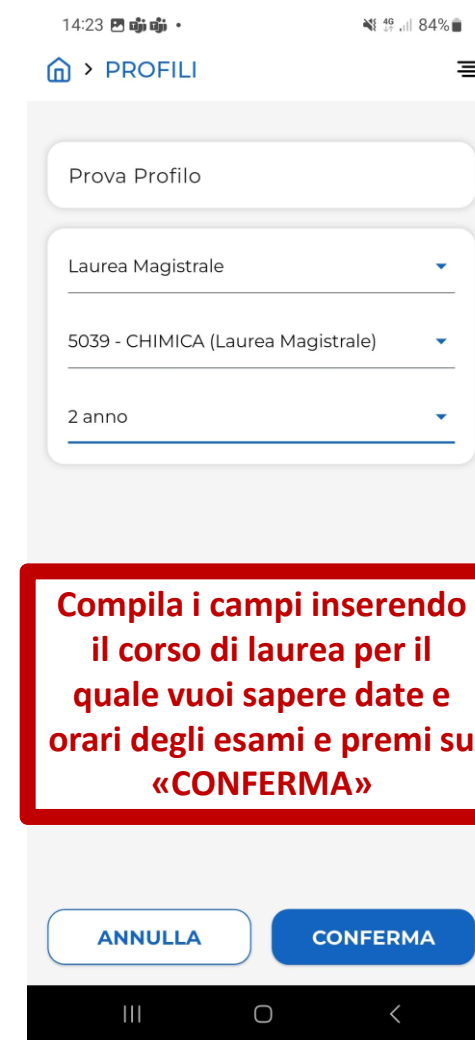 14:23 • 4G 84%
> PROFILI
Prova Profilo
Laurea Magistrale
5039 - CHIMICA (Laurea Magistrale)
2 anno
Compila i campi inserendo
il corso di laurea per il
quale vuoi sapere date e
orari degli esami e premi su
«CONFERMA»
ANNULLA CONFERMA